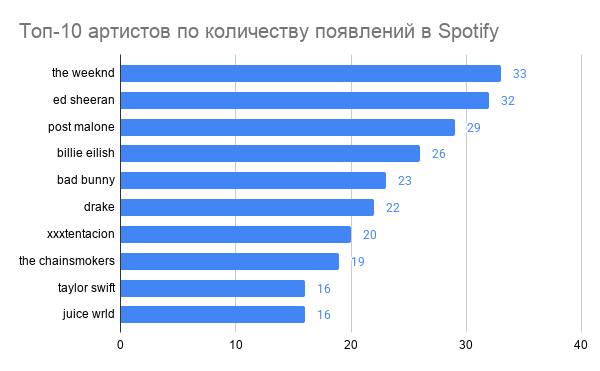 Топ-10 артистов по количеству появлений в Spotify
the weeknd 33
ed sheeran 32
post malone 29
billie eilish 26
bad bunny 23
drake 22
xxxtentacion 20
the chainsmokers 19
taylor swift 16
juice wrld 16
0 10 20 30 40